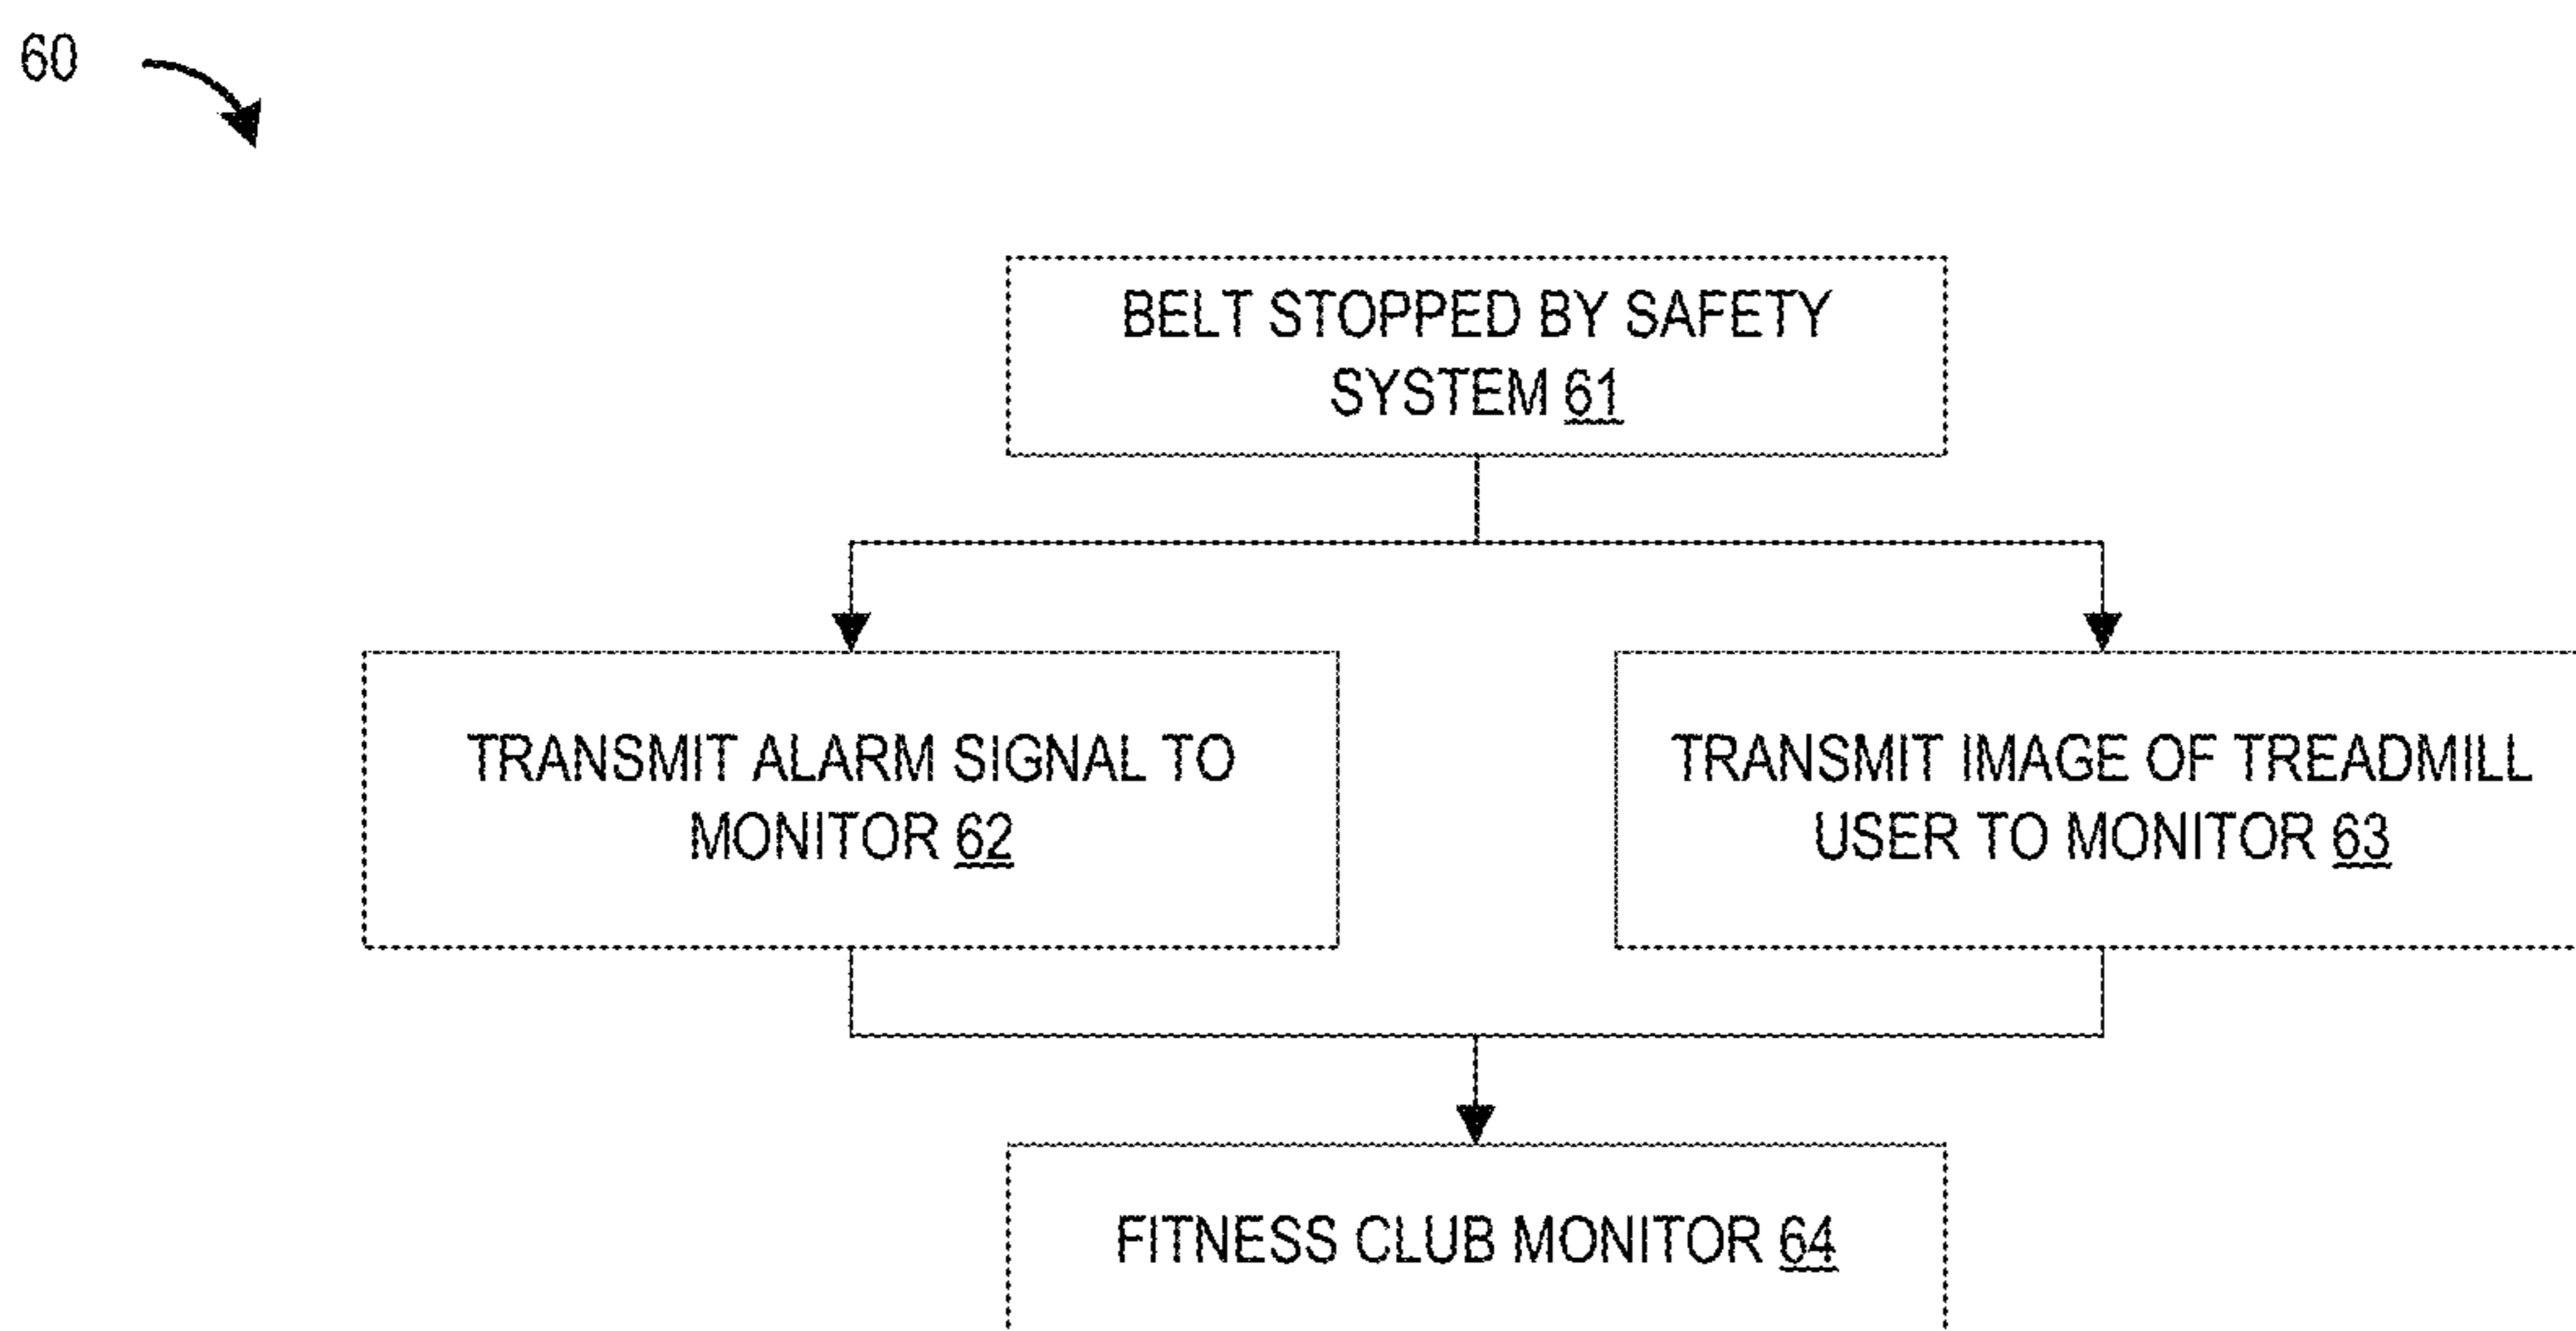 60
BELT STOPPED BY SAFETY
SYSTEM 61
TRANSMIT ALARM SIGNAL TO
MONITOR 62
TRANSMIT IMAGE OF TREADMILL
USER TO MONITOR 63
FITNESS CLUB MONITOR 64